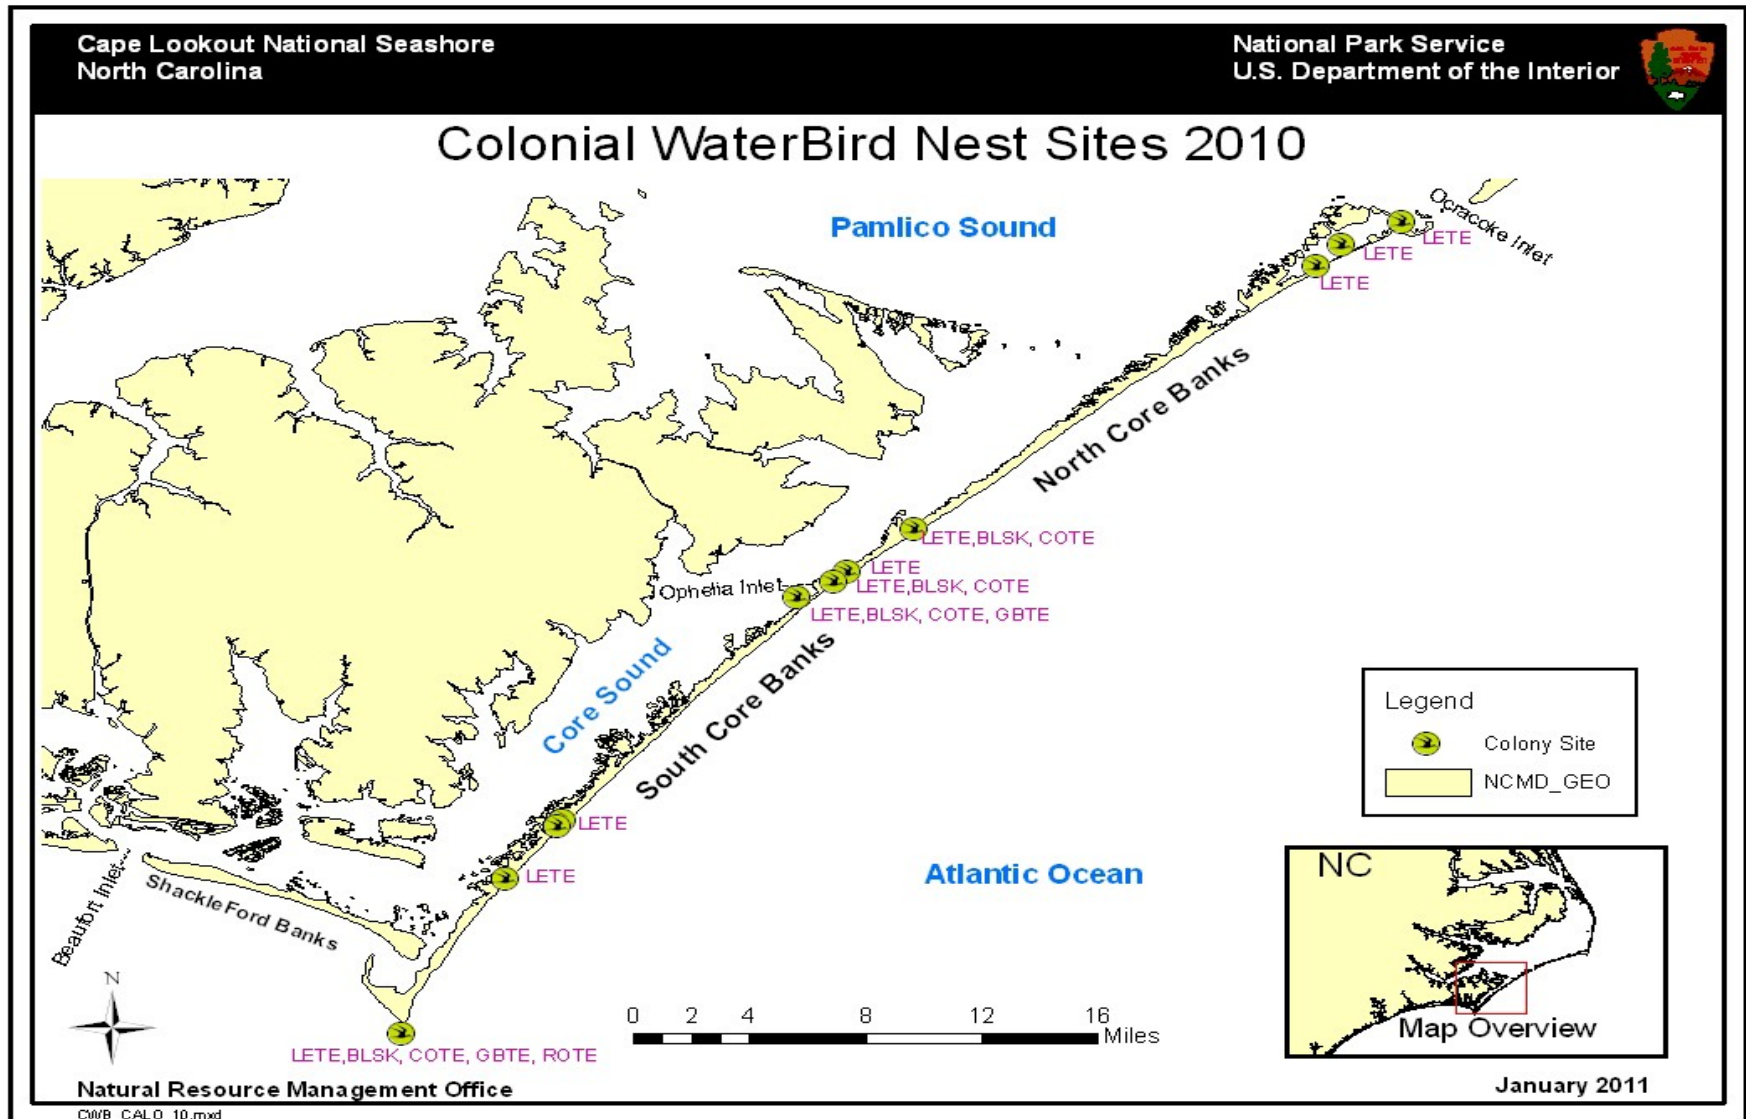 Cape Lookout National Seashore
North Carolina
National Park Service
U.S. Department of the Interior
Colonial WaterBird Nest Sites 2010
Pamlico Sound
Ocracoke Inlet
LETE
LETE
LETE
North Core Banks
LETE,BLSK, COTE
LETE
Ophelia Inlet
LETE,BLSK, COTE
LETE,BLSK, COTE, GBTE
Core Sound
South Core Banks
Legend
Colony Site
NCMD_GEO
LETE
LETE
Atlantic Ocean
Beaufort Inlet
ShackleFord Banks
NC
Map Overview
N
0 2 4 8 12 16
Miles
LETE,BLSK, COTE, GBTE, ROTE
Natural Resource Management Office
January 2011
CWB_CALO_10.mxd